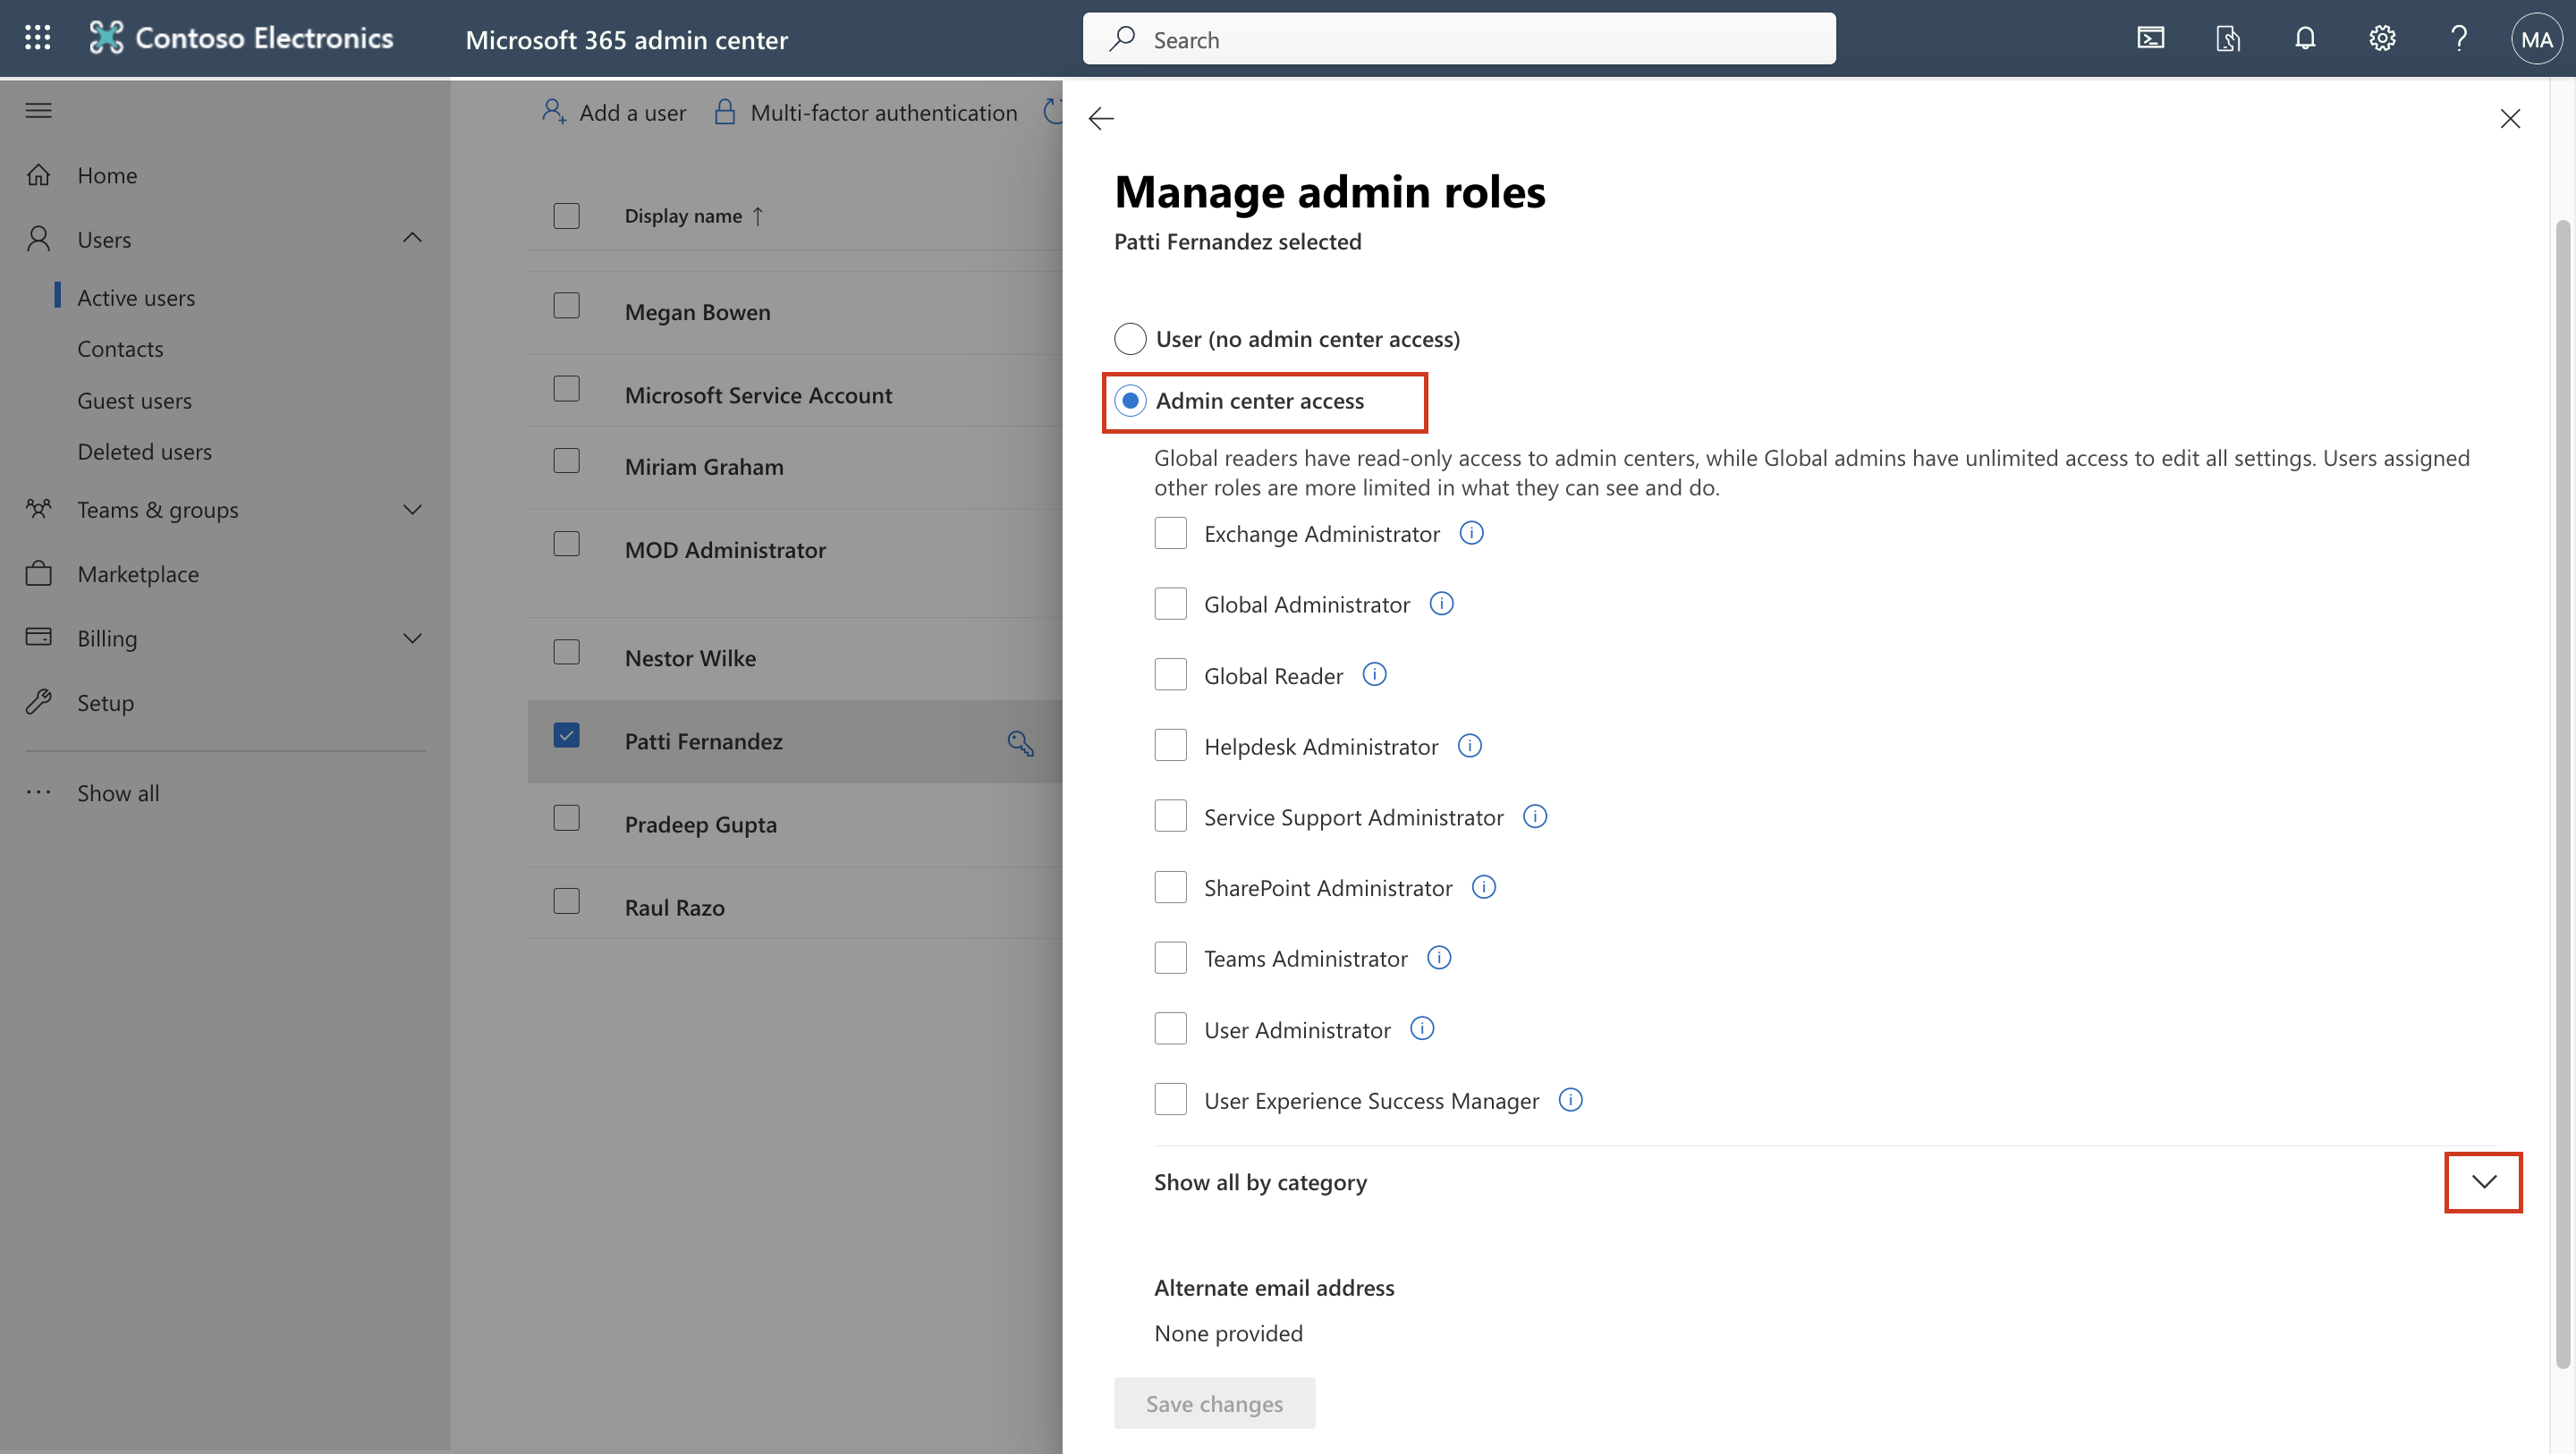 Contoso Electronics
Microsoft 365 admin center
Search
MA
Home
Users
Active users
Contacts
Guest users
Deleted users
Teams & groups
Marketplace
Billing
Setup
Show all
Add a user
Multi-factor authentication
Display name ↑
Megan Bowen
Microsoft Service Account
Miriam Graham
MOD Administrator
Nestor Wilke
Patti Fernandez
Pradeep Gupta
Raul Razo
Manage admin roles
Patti Fernandez selected
User (no admin center access)
Admin center access
Global readers have read-only access to admin centers, while Global admins have unlimited access to edit all settings. Users assigned
other roles are more limited in what they can see and do.
Exchange Administrator
Global Administrator
Global Reader
Helpdesk Administrator
Service Support Administrator
SharePoint Administrator
Teams Administrator
User Administrator
User Experience Success Manager
Show all by category
Alternate email address
None provided
Save changes